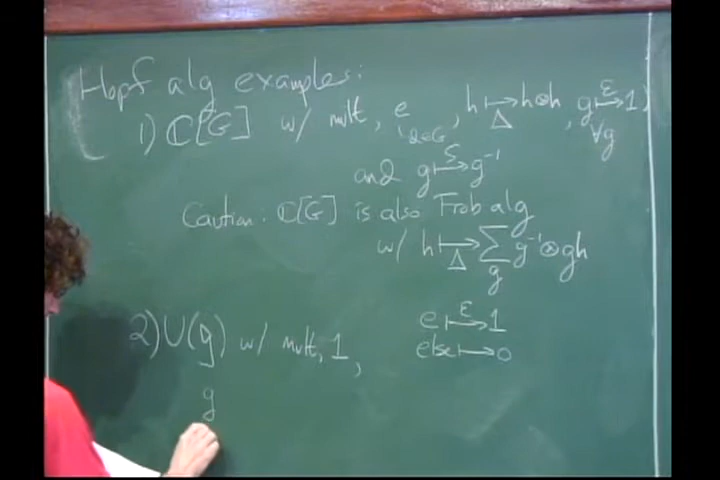 Hopf alg examples:
1) ℂ[G] w/ mult, e, h ↦Δ h⊗h, g ↦ε 1
∀g
and g ↦S g⁻¹
Caution: ℂ[G] is also Frob alg
w/ h ↦Δ ∑_g g⁻¹⊗gh
e ↦ε 1
else ↦ 0
2) U(g) w/ mult, 1,
g